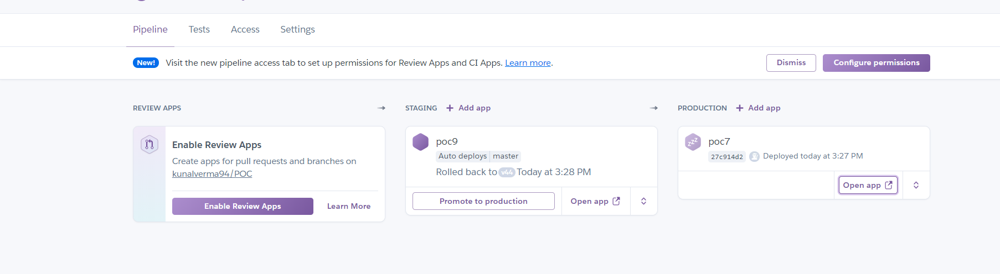 Pipeline Tests Access Settings
New! Visit the new pipeline access tab to set up permissions for Review Apps and CI Apps. Learn more. Dismiss Configure permissions
REVIEW APPS
Enable Review Apps
Create apps for pull requests and branches on
kunalverma94/POC
Enable Review Apps Learn More
STAGING + Add app
poc9
Auto deploys master
Rolled back to v44 Today at 3:28 PM
Promote to production Open app
PRODUCTION + Add app
zzZ
poc7
27c914d2 Deployed today at 3:27 PM
Open app